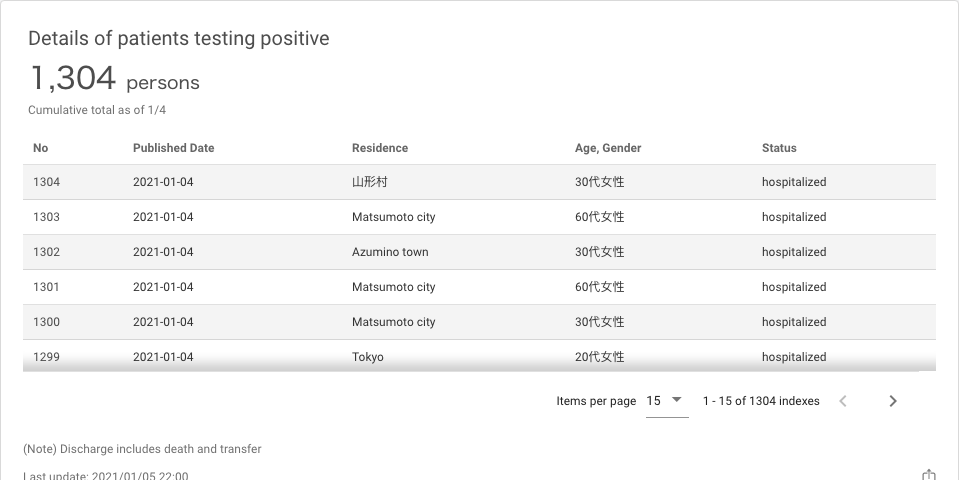 Details of patients testing positive
1,304 persons
Cumulative total as of 1/4
No Published Date Residence Age, Gender Status
1304 2021-01-04 山形村 30代女性 hospitalized
1303 2021-01-04 Matsumoto city 60代女性 hospitalized
1302 2021-01-04 Azumino town 30代女性 hospitalized
1301 2021-01-04 Matsumoto city 60代女性 hospitalized
1300 2021-01-04 Matsumoto city 30代女性 hospitalized
1299 2021-01-04 Tokyo 20代女性 hospitalized
Items per page 15 1 - 15 of 1304 indexes
(Note) Discharge includes death and transfer
Last update: 2021/01/05 22:00